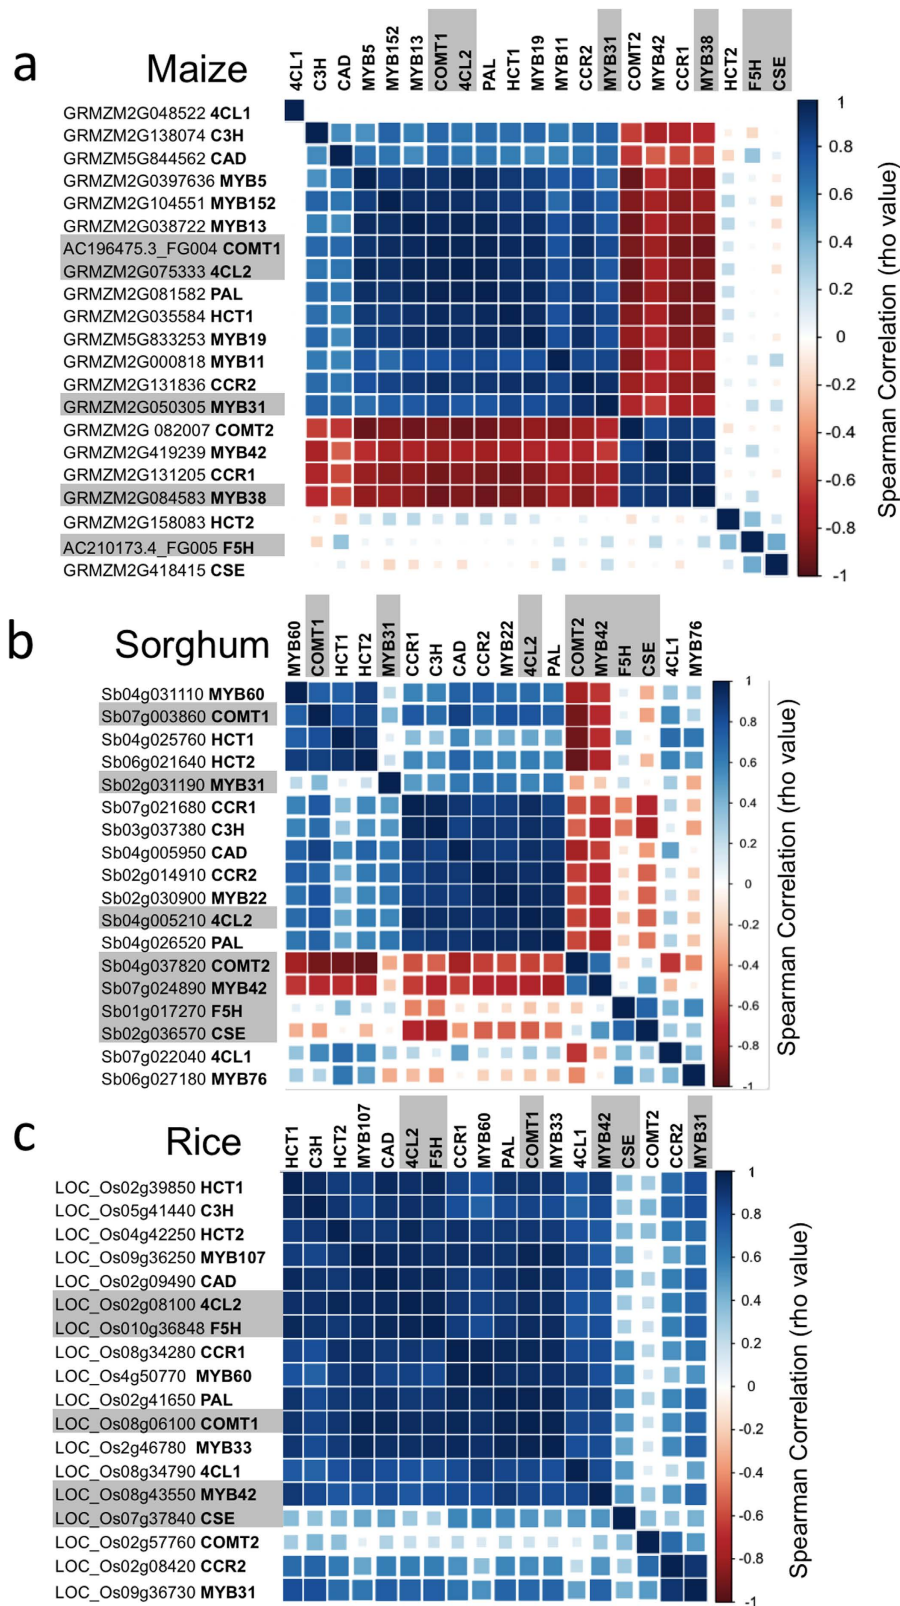 a
Maize
4CL1
C3H
CAD
MYB5
MYB152
MYB13
COMT1
4CL2
PAL
HCT1
MYB19
MYB11
CCR2
MYB31
COMT2
MYB42
CCR1
MYB38
HCT2
F5H
CSE
GRMZM2G048522 4CL1
GRMZM2G138074 C3H
GRMZM5G844562 CAD
GRMZM2G0397636 MYB5
GRMZM2G104551 MYB152
GRMZM2G038722 MYB13
AC196475.3_FG004 COMT1
GRMZM2G075333 4CL2
GRMZM2G081582 PAL
GRMZM2G035584 HCT1
GRMZM5G833253 MYB19
GRMZM2G000818 MYB11
GRMZM2G131836 CCR2
GRMZM2G050305 MYB31
GRMZM2G 082007 COMT2
GRMZM2G419239 MYB42
GRMZM2G131205 CCR1
GRMZM2G084583 MYB38
GRMZM2G158083 HCT2
AC210173.4_FG005 F5H
GRMZM2G418415 CSE
1
0.8
0.6
0.4
0.2
0
-0.2
-0.4
-0.6
-0.8
-1
Spearman Correlation (rho value)
b
Sorghum
MYB60
COMT1
HCT1
HCT2
MYB31
CCR1
C3H
CAD
CCR2
MYB22
4CL2
PAL
COMT2
MYB42
F5H
CSE
4CL1
MYB76
Sb04g031110 MYB60
Sb07g003860 COMT1
Sb04g025760 HCT1
Sb06g021640 HCT2
Sb02g031190 MYB31
Sb07g021680 CCR1
Sb03g037380 C3H
Sb04g005950 CAD
Sb02g014910 CCR2
Sb02g030900 MYB22
Sb04g005210 4CL2
Sb04g026520 PAL
Sb04g037820 COMT2
Sb07g024890 MYB42
Sb01g017270 F5H
Sb02g036570 CSE
Sb07g022040 4CL1
Sb06g027180 MYB76
1
0.8
0.6
0.4
0.2
0
-0.2
-0.4
-0.6
-0.8
-1
Spearman Correlation (rho value)
c
Rice
HCT1
C3H
HCT2
MYB107
CAD
4CL2
F5H
CCR1
MYB60
PAL
COMT1
MYB33
4CL1
MYB42
CSE
COMT2
CCR2
MYB31
LOC_Os02g39850 HCT1
LOC_Os05g41440 C3H
LOC_Os04g42250 HCT2
LOC_Os09g36250 MYB107
LOC_Os02g09490 CAD
LOC_Os02g08100 4CL2
LOC_Os010g36848 F5H
LOC_Os08g34280 CCR1
LOC_Os4g50770 MYB60
LOC_Os02g41650 PAL
LOC_Os08g06100 COMT1
LOC_Os2g46780 MYB33
LOC_Os08g34790 4CL1
LOC_Os08g43550 MYB42
LOC_Os07g37840 CSE
LOC_Os02g57760 COMT2
LOC_Os02g08420 CCR2
LOC_Os09g36730 MYB31
1
0.8
0.6
0.4
0.2
0
-0.2
-0.4
-0.6
-0.8
-1
Spearman Correlation (rho value)